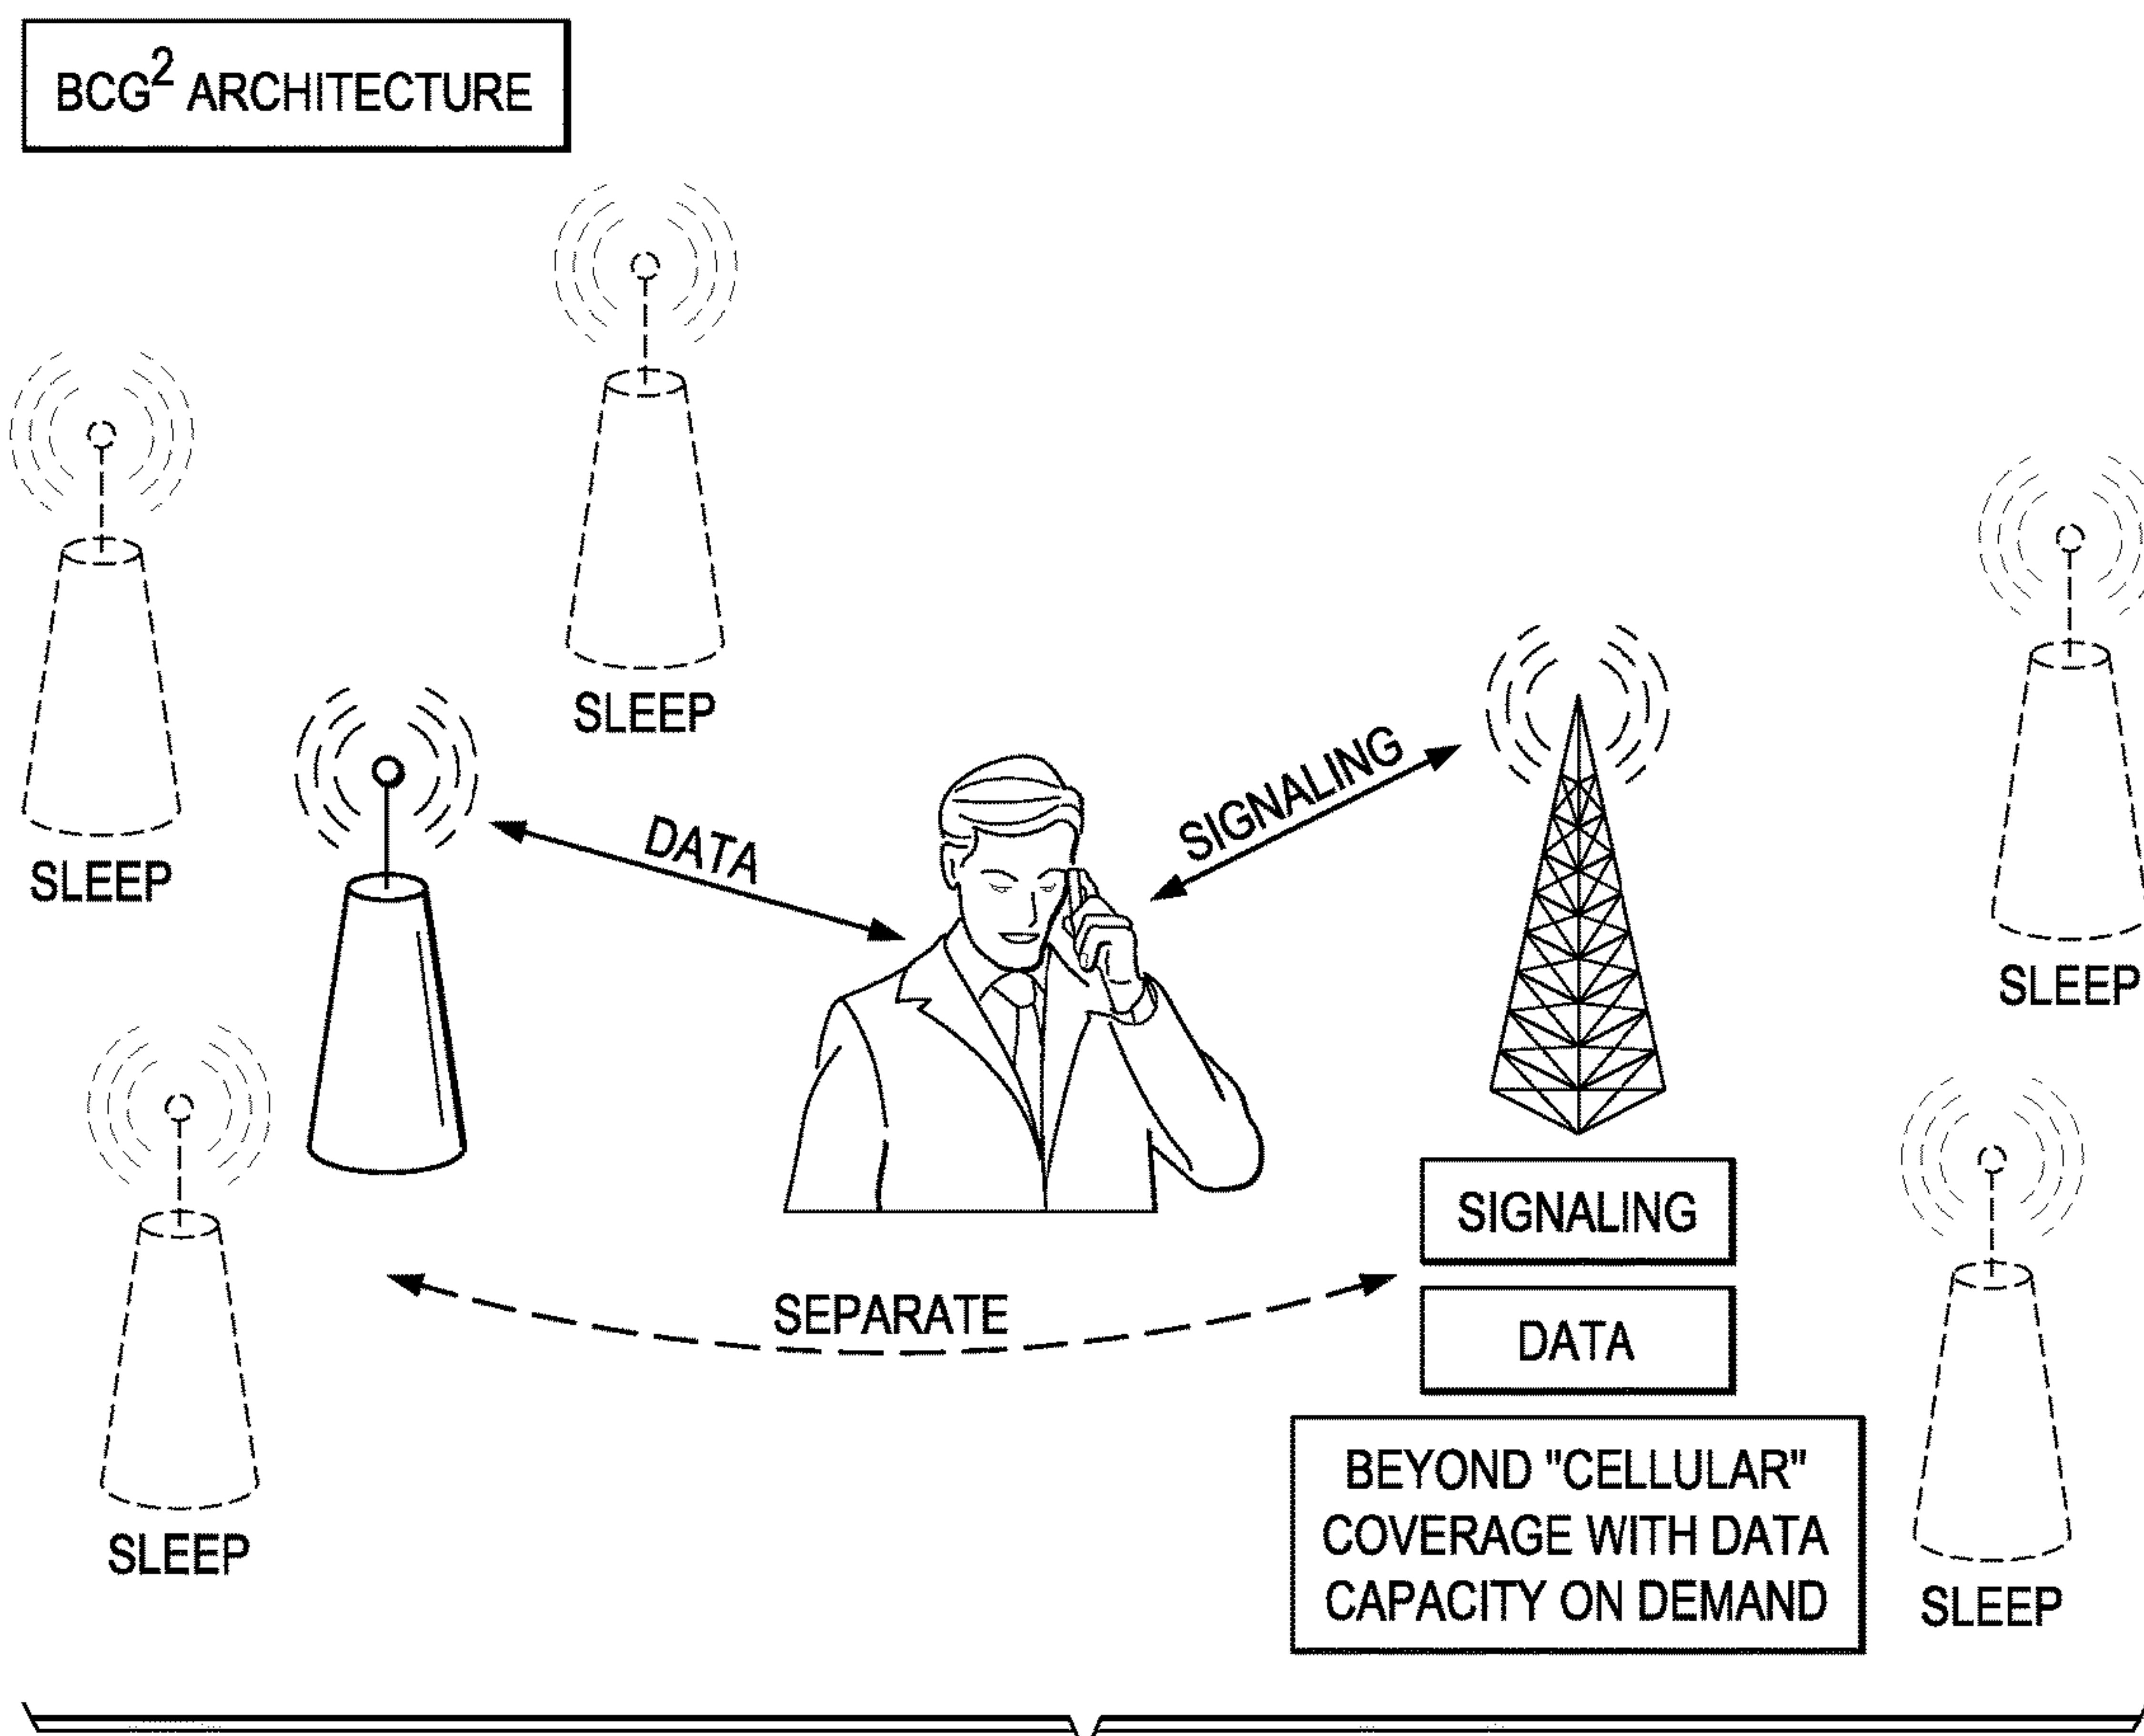 BCG² ARCHITECTURE
SLEEP
SLEEP
DATA
SIGNALING
SLEEP
SIGNALING
SEPARATE
DATA
BEYOND "CELLULAR"
COVERAGE WITH DATA
CAPACITY ON DEMAND
SLEEP
SLEEP